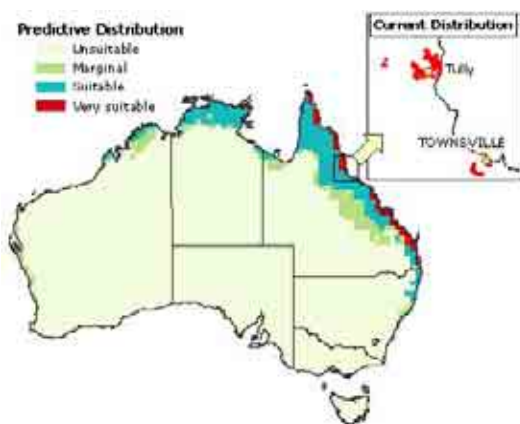 Predictive Distribution
Unsuitable
Marginal
Suitable
Very suitable
Current Distribution
Tully
TOWNSVILLE